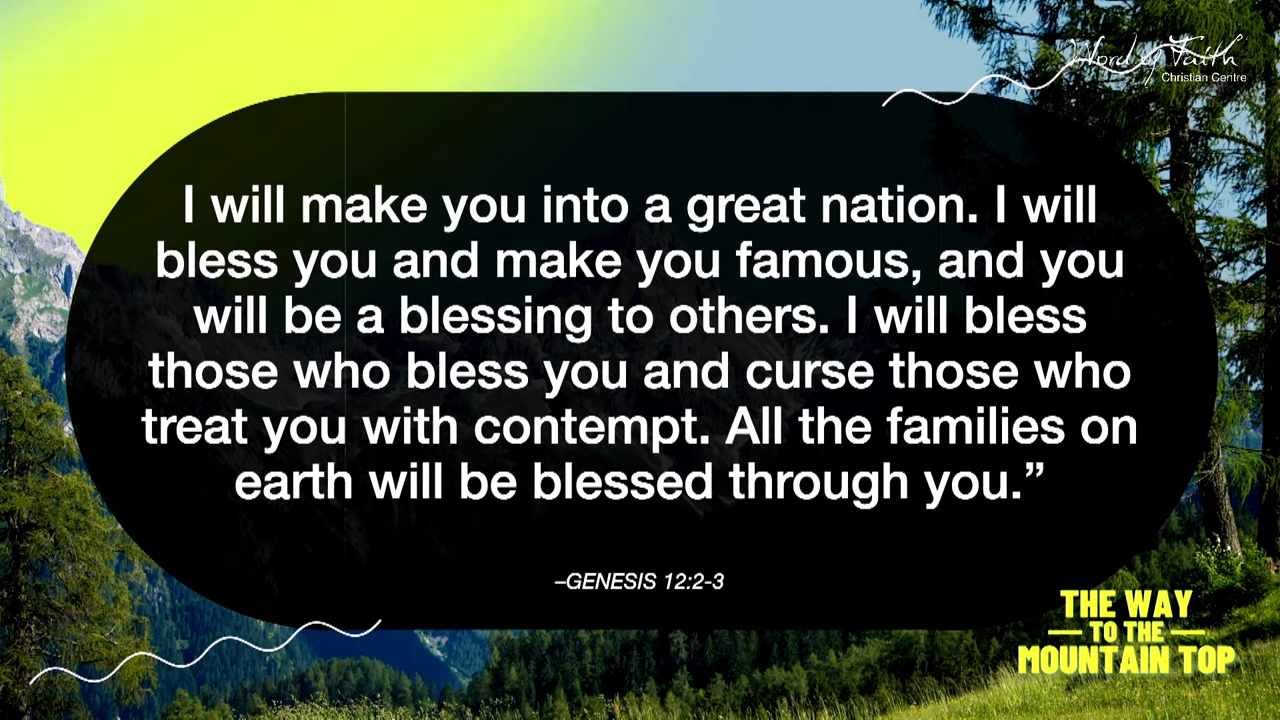 Word of Faith
Christian Centre
I will make you into a great nation. I will
bless you and make you famous, and you
will be a blessing to others. I will bless
those who bless you and curse those who
treat you with contempt. All the families on
earth will be blessed through you.”
–GENESIS 12:2-3
THE WAY
TO THE
MOUNTAIN TOP